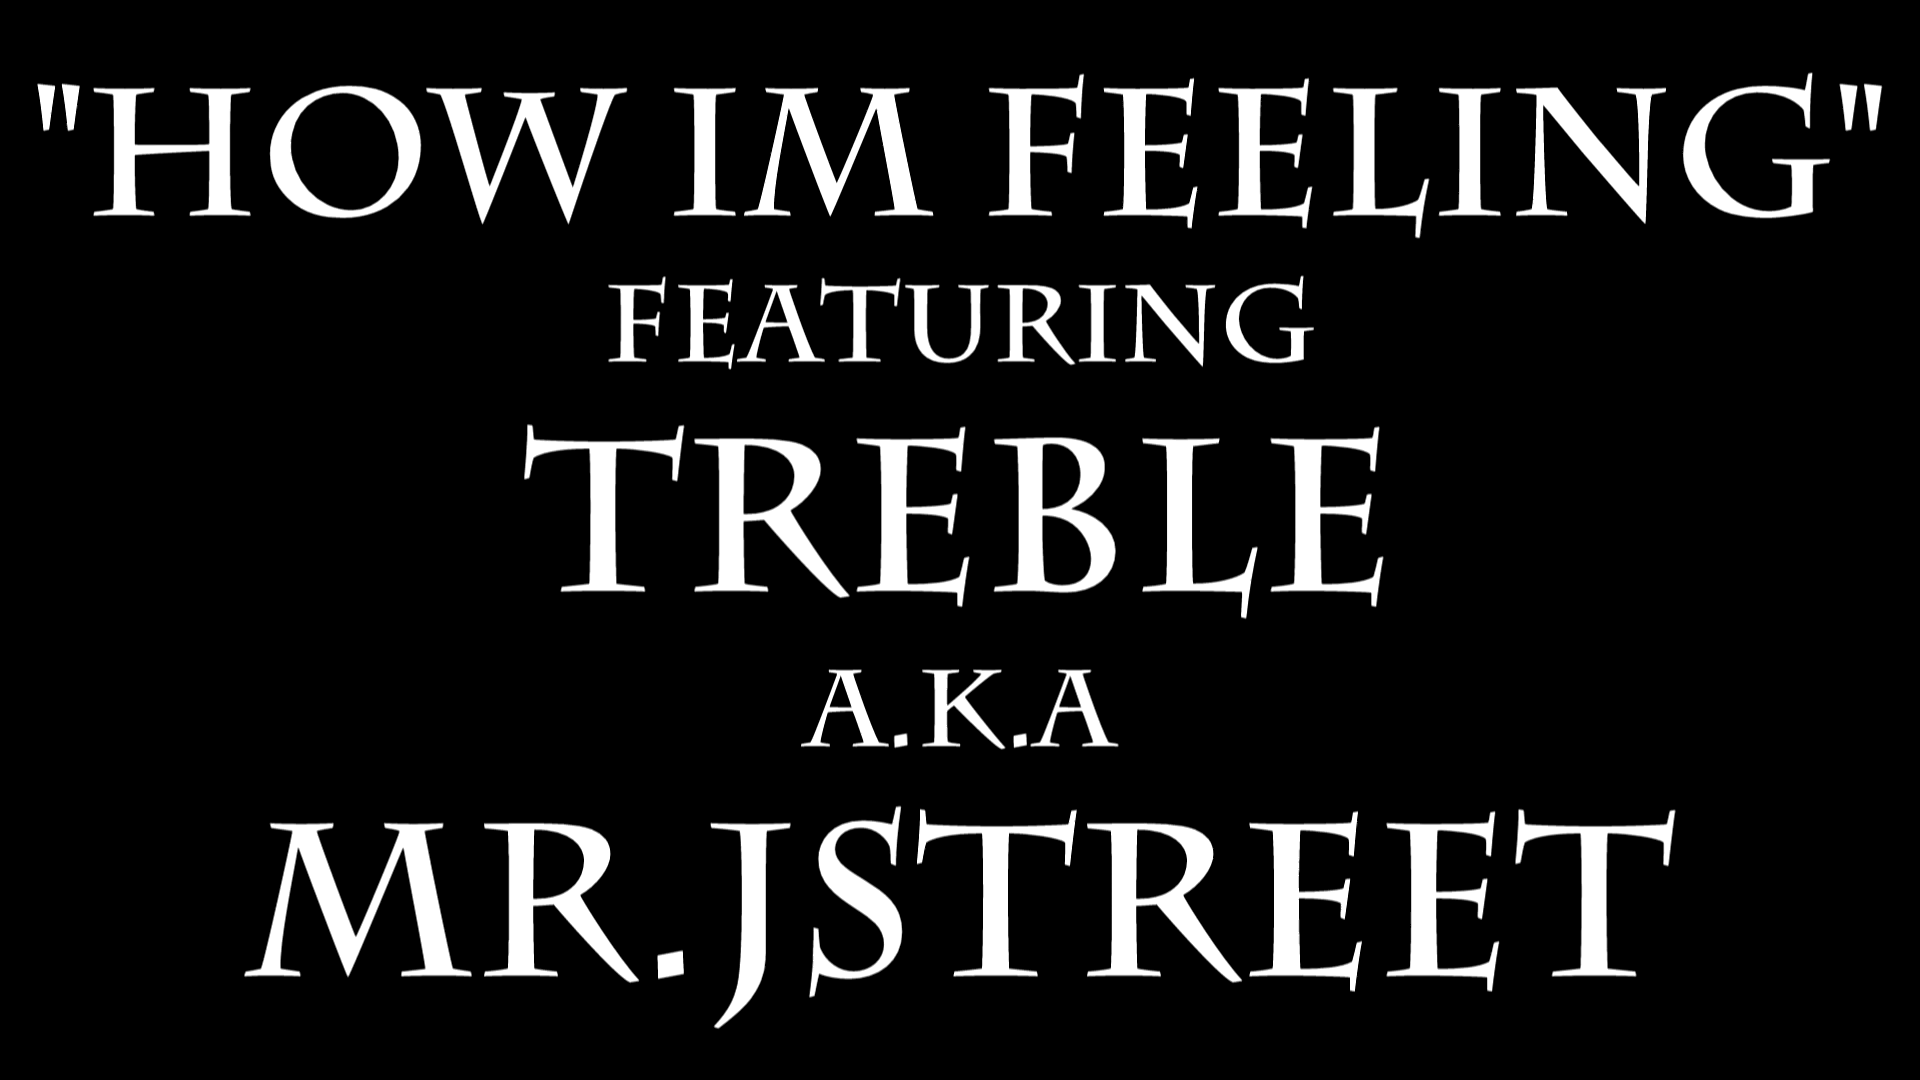 "HOW IM FEELING"
FEATURING
TREBLE
A.K.A
MR.JSTREET